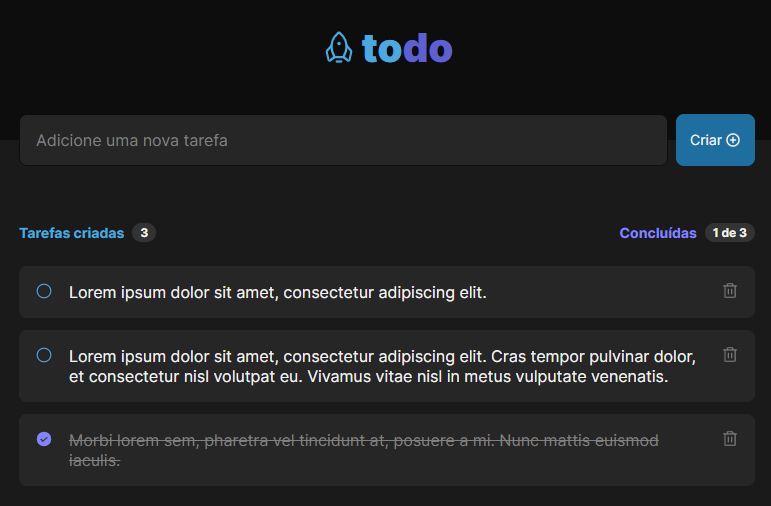 todo
Adicione uma nova tarefa
Criar
Tarefas criadas 3
Concluídas 1 de 3
Lorem ipsum dolor sit amet, consectetur adipiscing elit.
Lorem ipsum dolor sit amet, consectetur adipiscing elit. Cras tempor pulvinar dolor,
et consectetur nisl volutpat eu. Vivamus vitae nisl in metus vulputate venenatis.
Morbi lorem sem, pharetra vel tincidunt at, posuere a mi. Nunc mattis euismod
iaculis.